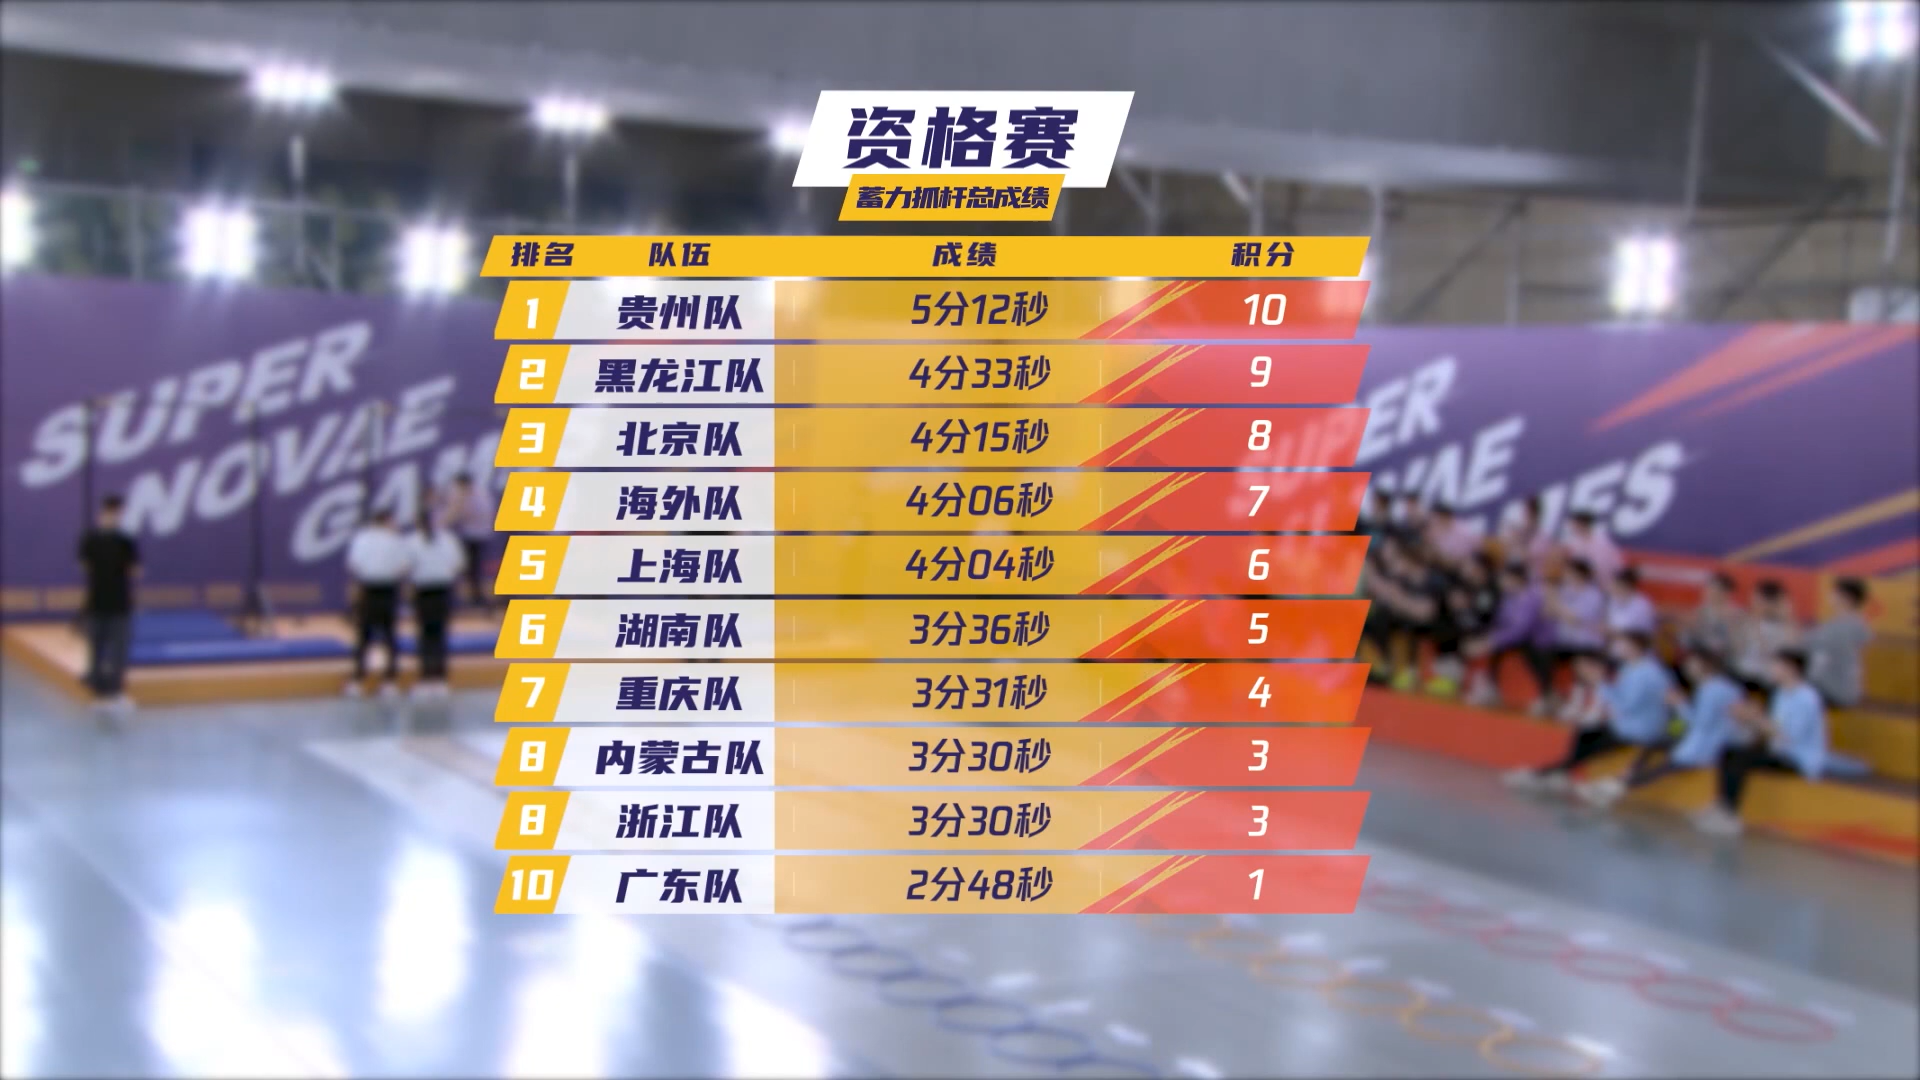 资格赛
蓄力抓杆总成绩
排名 队伍 成绩 积分
1 贵州队 5分12秒 10
2 黑龙江队 4分33秒 9
3 北京队 4分15秒 8
4 海外队 4分06秒 7
5 上海队 4分04秒 6
6 湖南队 3分36秒 5
7 重庆队 3分31秒 4
8 内蒙古队 3分30秒 3
8 浙江队 3分30秒 3
10 广东队 2分48秒 1
SUPER
NOVAE
SUPER